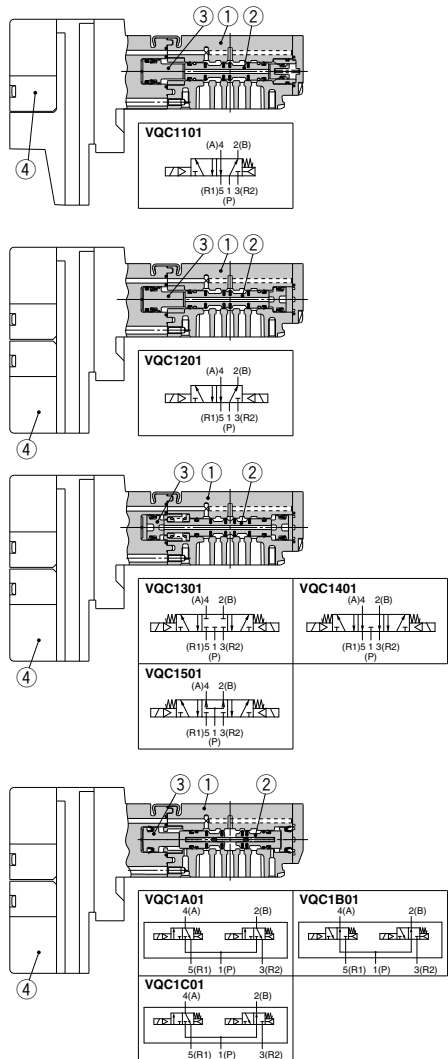 ③ ① ②
④
VQC1101
(A)4 2(B)
(R1)5 1 3(R2)
(P)
③ ① ②
④
VQC1201
(A)4 2(B)
(R1)5 1 3(R2)
(P)
③ ① ②
④
VQC1301
(A)4 2(B)
(R1)5 1 3(R2)
(P)
VQC1401
(A)4 2(B)
(R1)5 1 3(R2)
(P)
VQC1501
(A)4 2(B)
(R1)5 1 3(R2)
(P)
③ ① ②
④
VQC1A01
4(A) 2(B)
5(R1) 1(P) 3(R2)
VQC1B01
4(A) 2(B)
5(R1) 1(P) 3(R2)
VQC1C01
4(A) 2(B)
5(R1) 1(P) 3(R2)